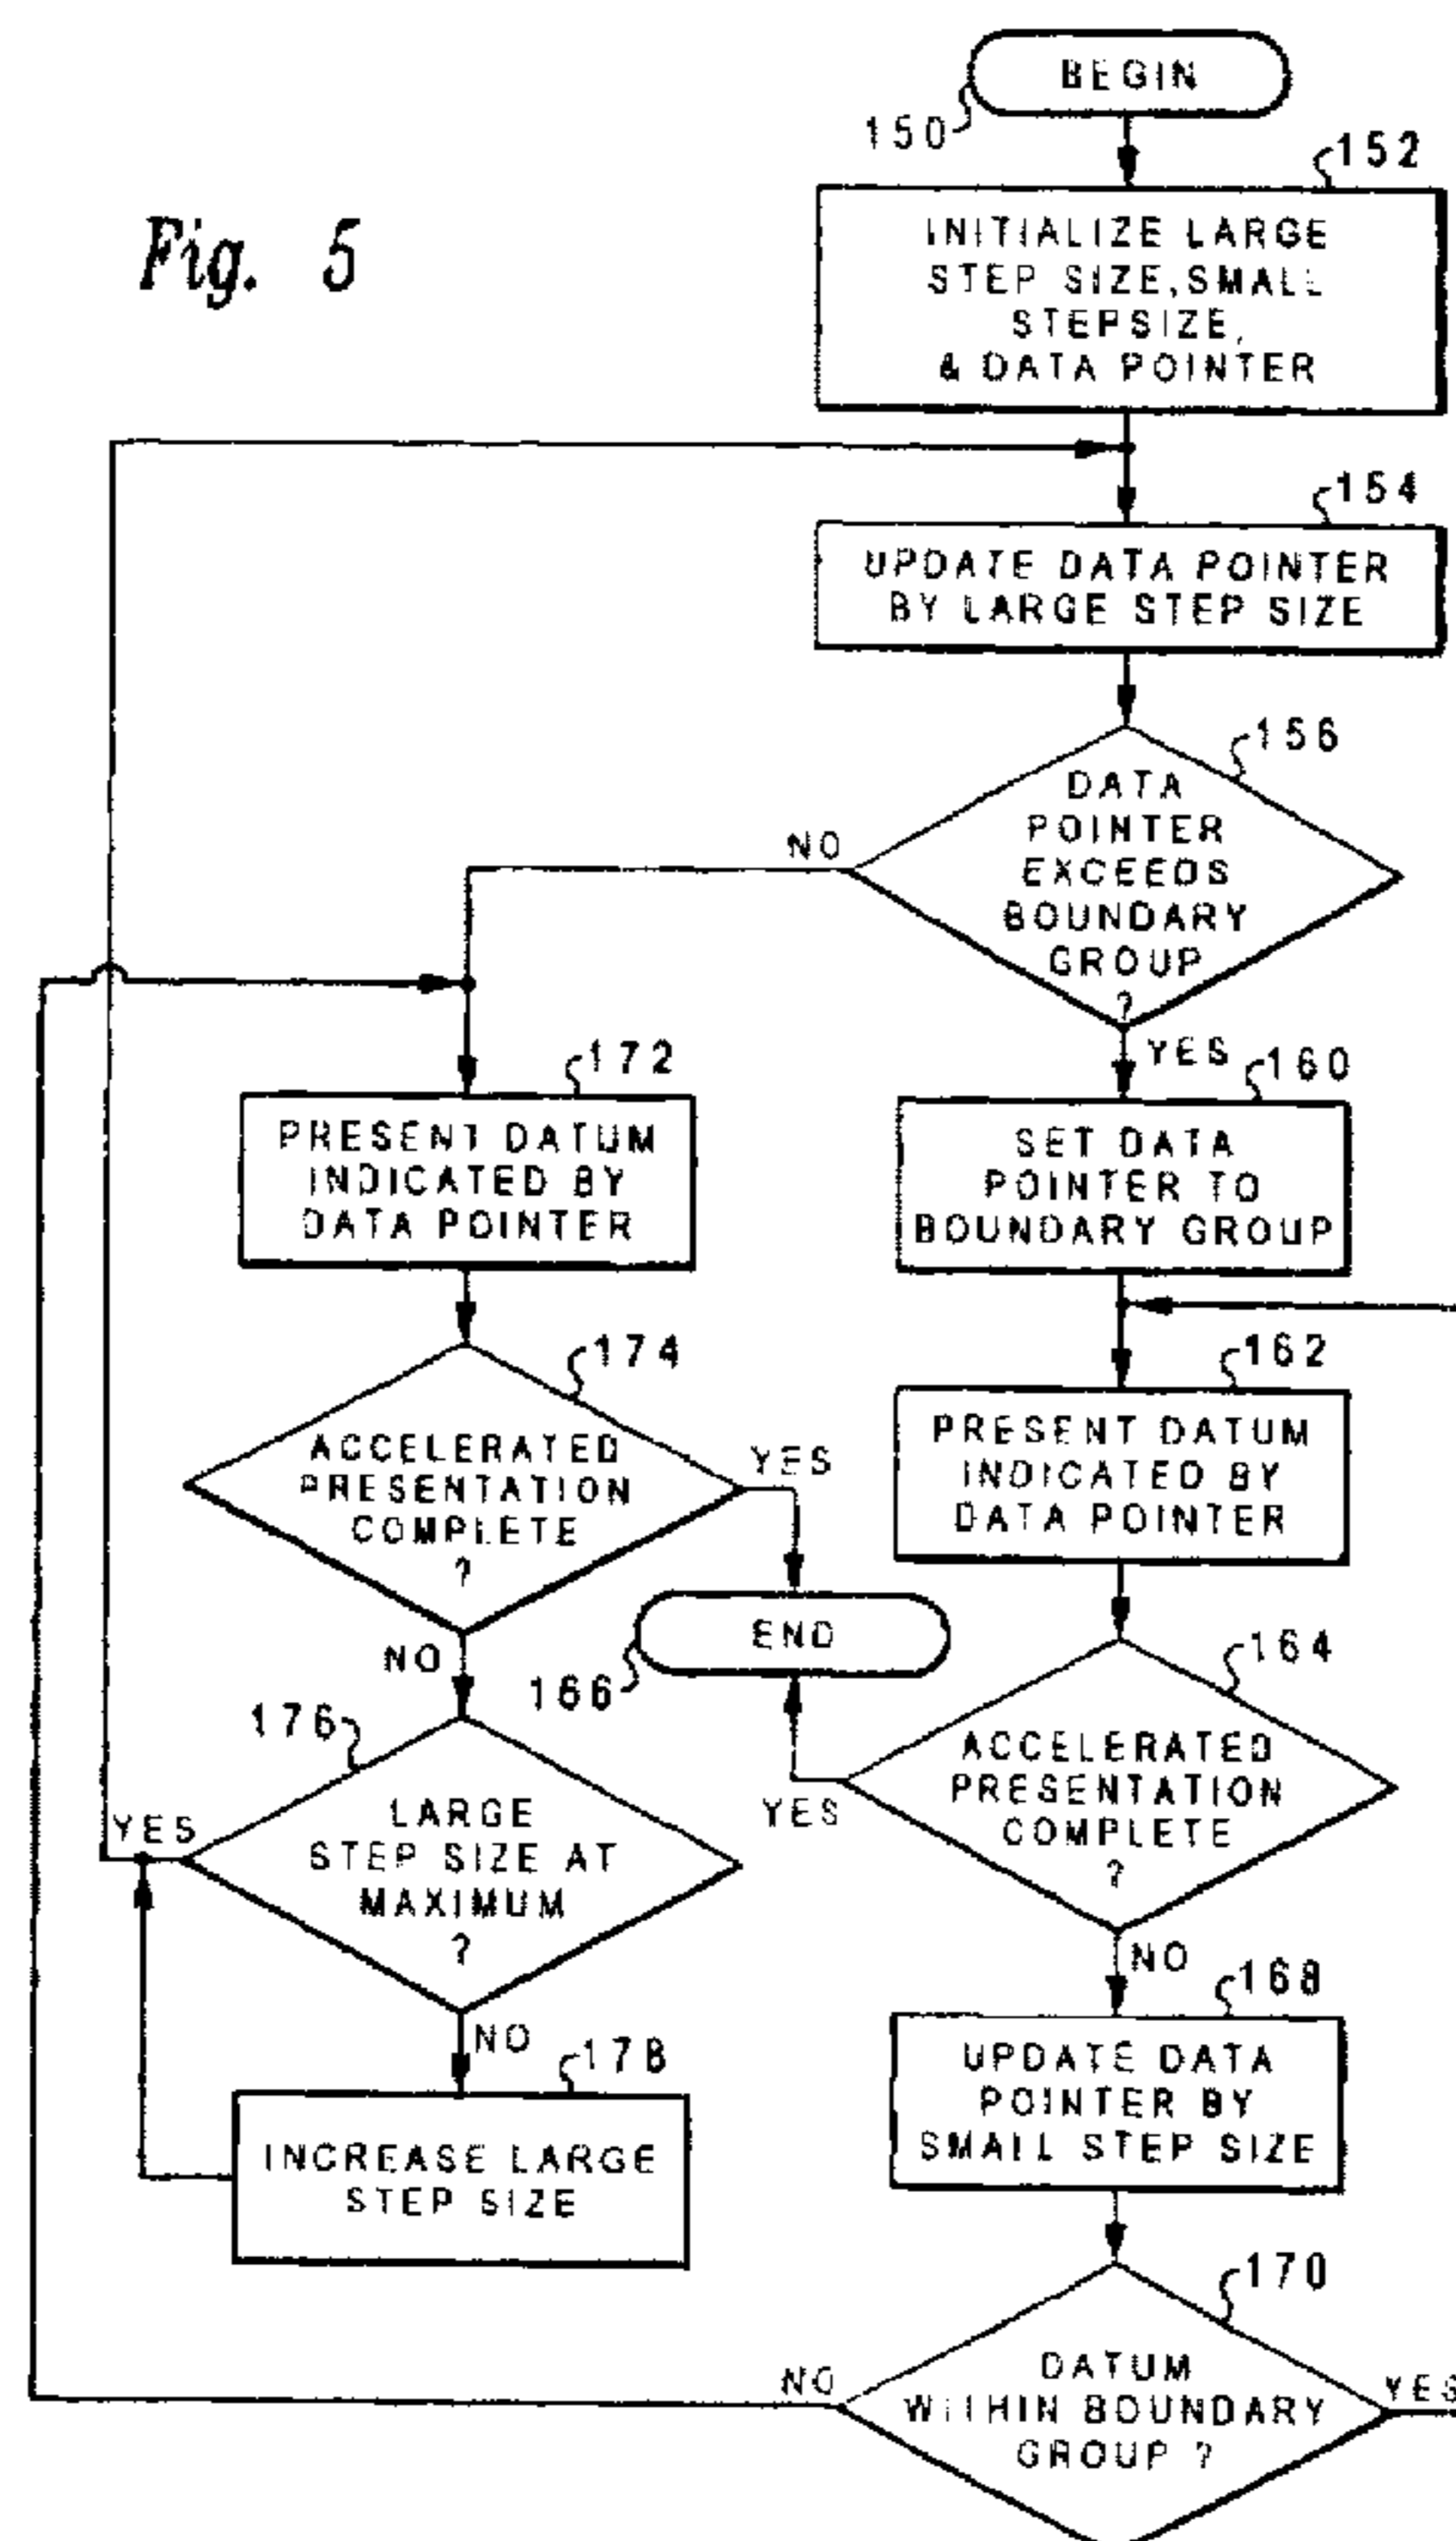 Fig. 5
BEGIN
150
152
INITIALIZE LARGE
STEP SIZE, SMALL
STEPSIZE,
& DATA POINTER
154
UPDATE DATA POINTER
BY LARGE STEP SIZE
156
DATA
POINTER
EXCEEDS
BOUNDARY
GROUP
?
NO
YES
160
SET DATA
POINTER TO
BOUNDARY GROUP
172
PRESENT DATUM
INDICATED BY
DATA POINTER
162
PRESENT DATUM
INDICATED BY
DATA POINTER
174
ACCELERATED
PRESENTATION
COMPLETE
?
YES
NO
END
166
164
ACCELERATED
PRESENTATION
COMPLETE
?
YES
NO
176
LARGE
STEP SIZE AT
MAXIMUM
?
YES
NO
178
INCREASE LARGE
STEP SIZE
168
UPDATE DATA
POINTER BY
SMALL STEP SIZE
170
DATUM
WITHIN BOUNDARY
GROUP ?
NO
YES